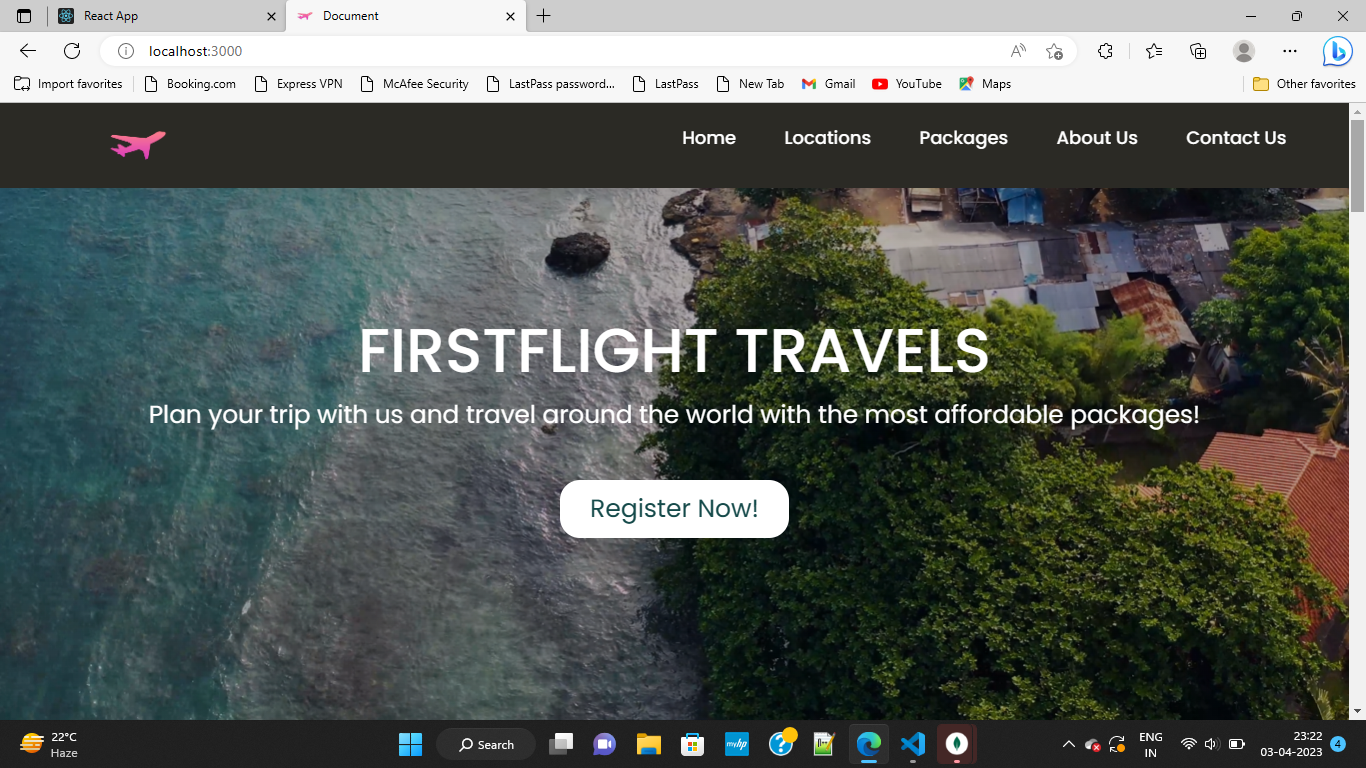 React App
Document
localhost:3000
Import favorites
Booking.com
Express VPN
McAfee Security
LastPass password...
LastPass
New Tab
Gmail
YouTube
Maps
Other favorites
Home
Locations
Packages
About Us
Contact Us
FIRSTFLIGHT TRAVELS
Plan your trip with us and travel around the world with the most affordable packages!
Register Now!
22°C
Haze
Search
myhp
ENG
IN
23:22
03-04-2023
4